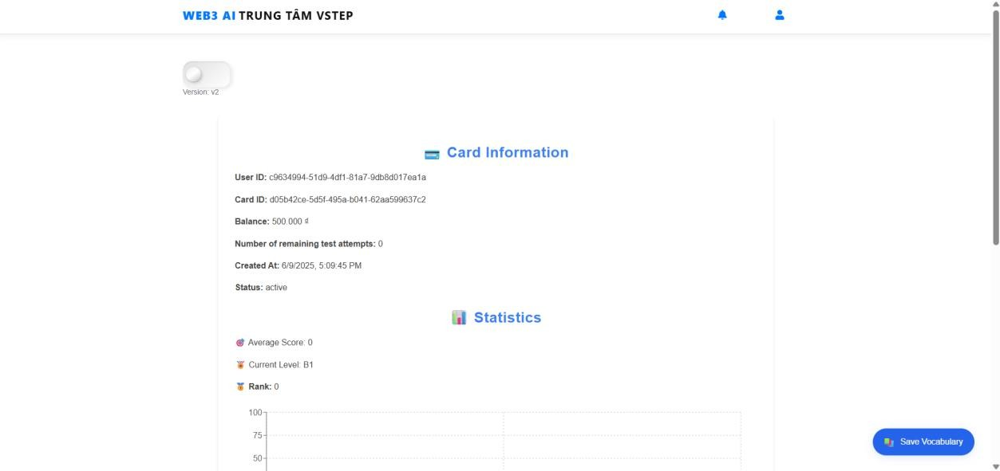 WEB3 AI TRUNG TÂM VSTEP
Version: v2
Card Information
User ID: c9634994-51d9-4df1-81a7-9db8d017ea1a
Card ID: d05b42ce-5d5f-495a-b041-62aa599637c2
Balance: 500.000 ₫
Number of remaining test attempts: 0
Created At: 6/9/2025, 5:09:45 PM
Status: active
Statistics
Average Score: 0
Current Level: B1
Rank: 0
100
75
50
Save Vocabulary